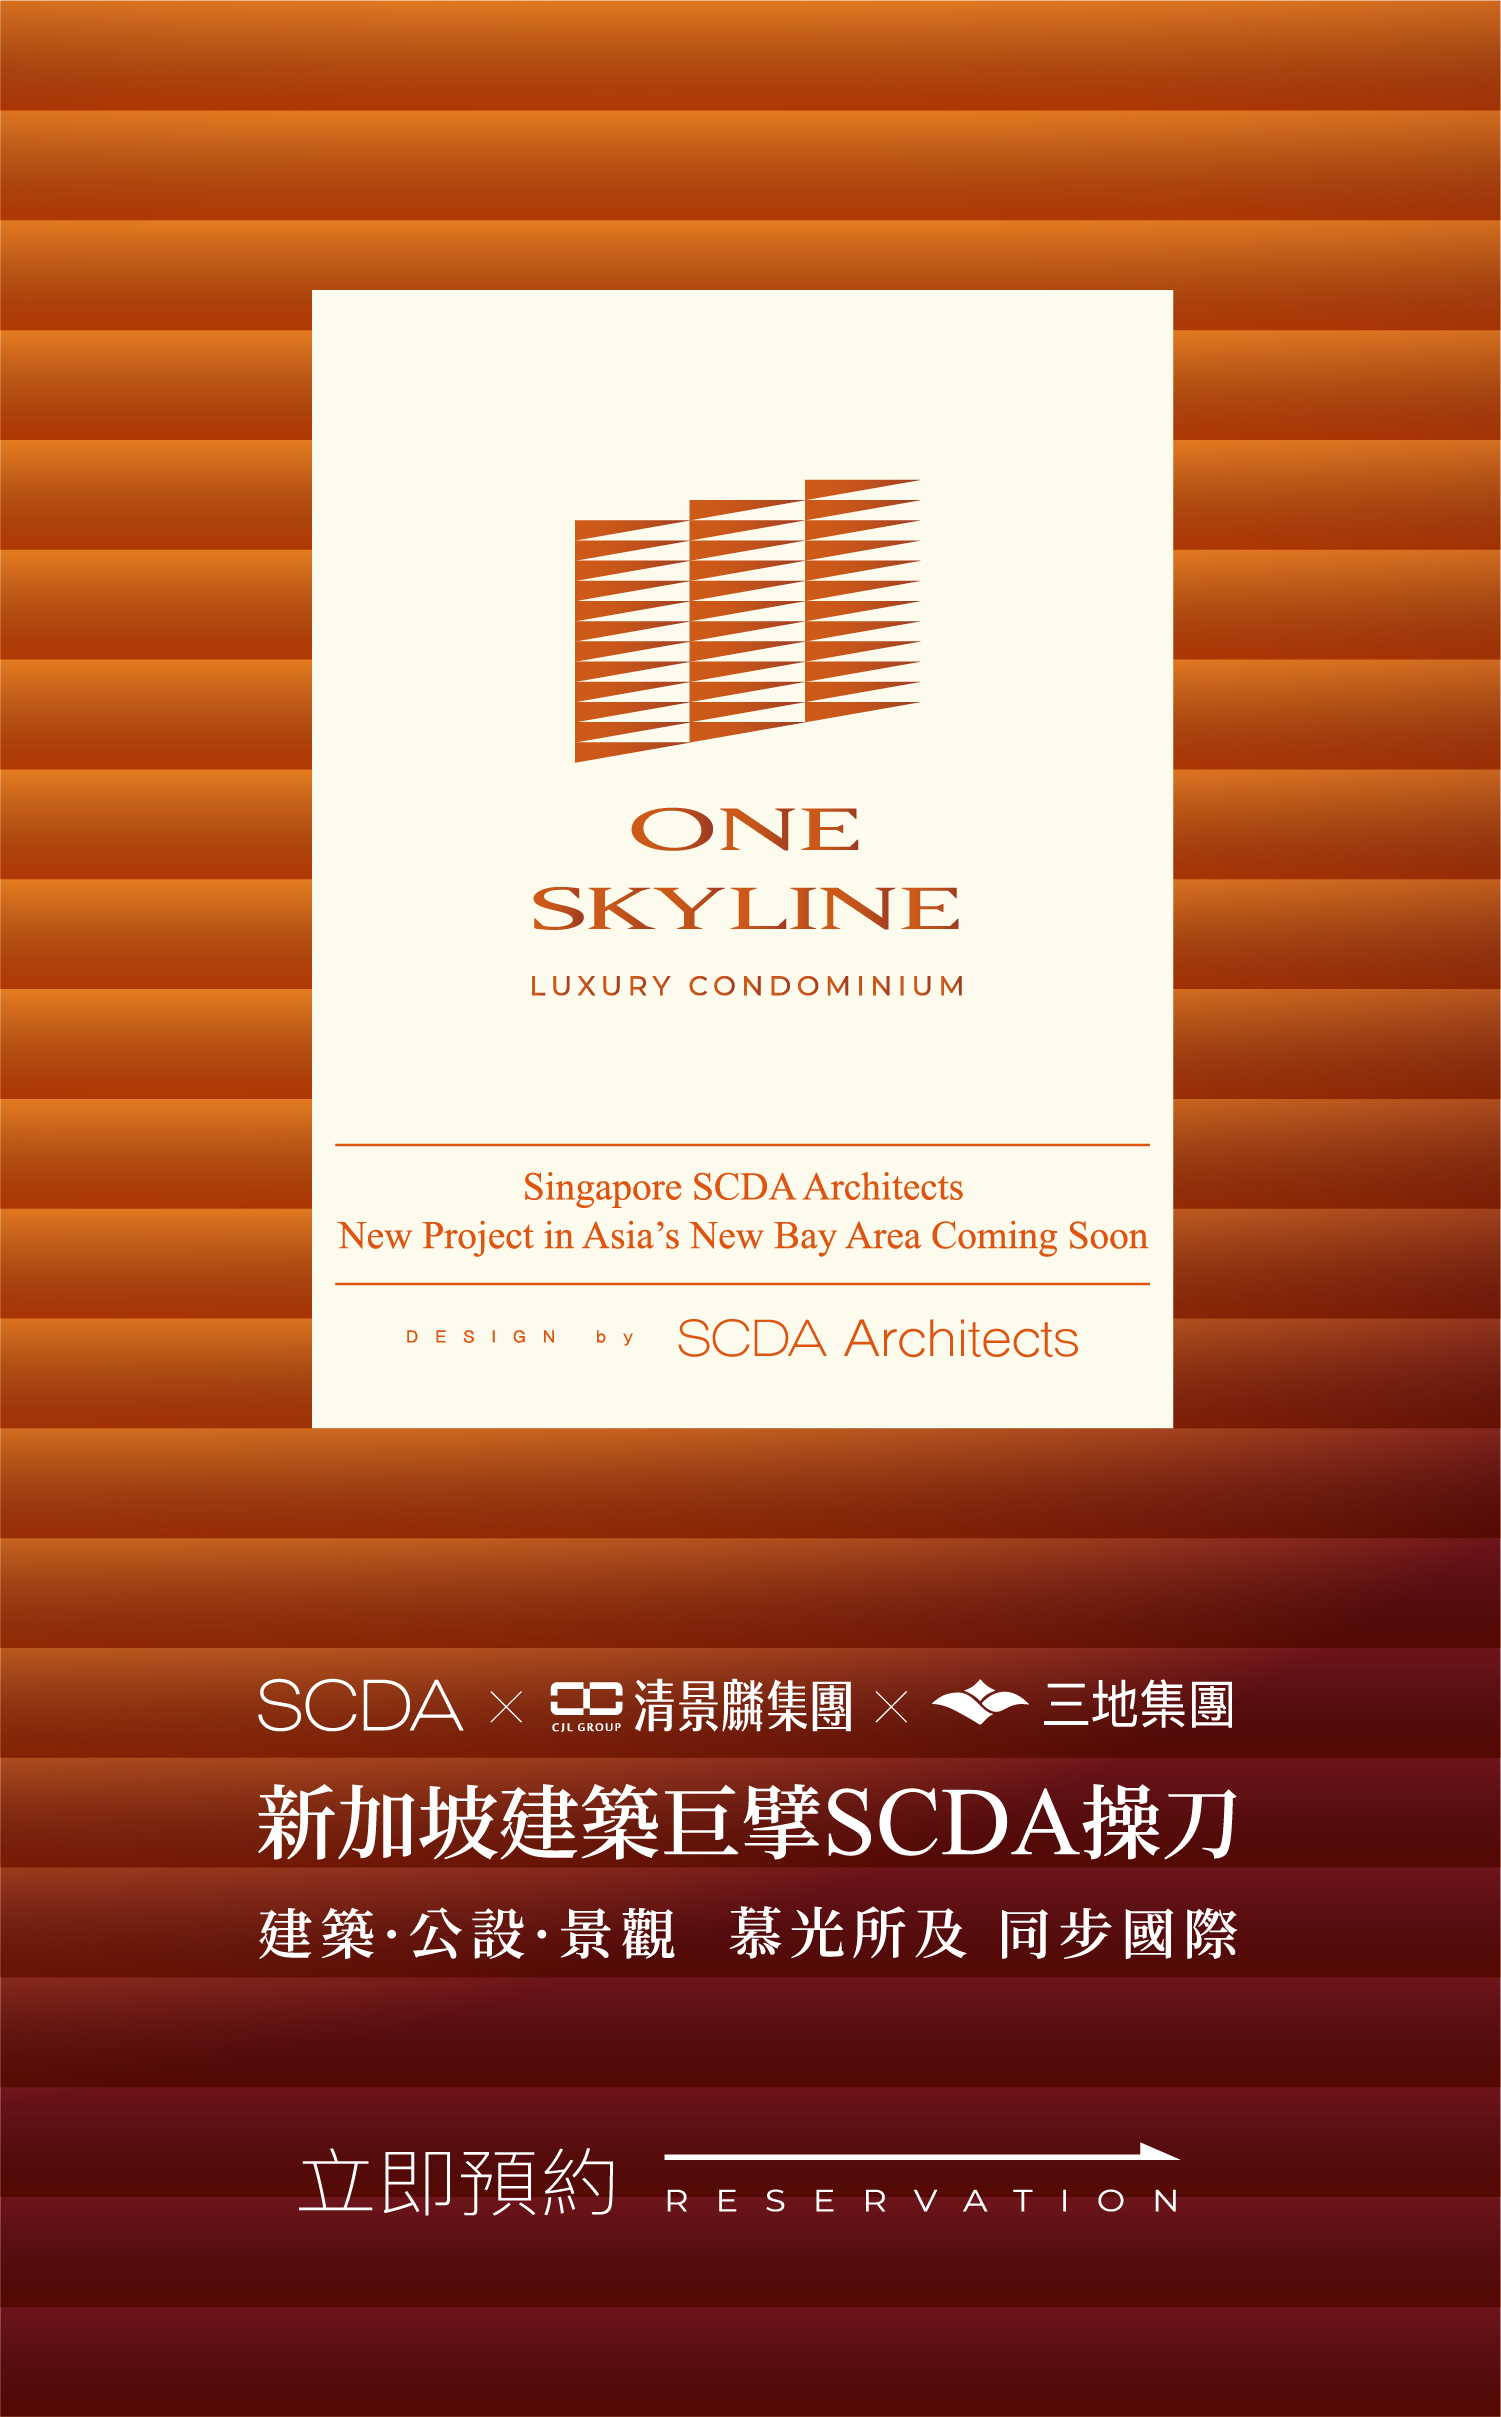 ONE
SKYLINE
LUXURY CONDOMINIUM
Singapore SCDA Architects
New Project in Asia’s New Bay Area Coming Soon
DESIGN by SCDA Architects
SCDA × CJL GROUP 清景麟集團 × 三地集團
新加坡建築巨擘SCDA操刀
建築·公設·景觀 慕光所及 同步國際
立即預約 RESERVATION